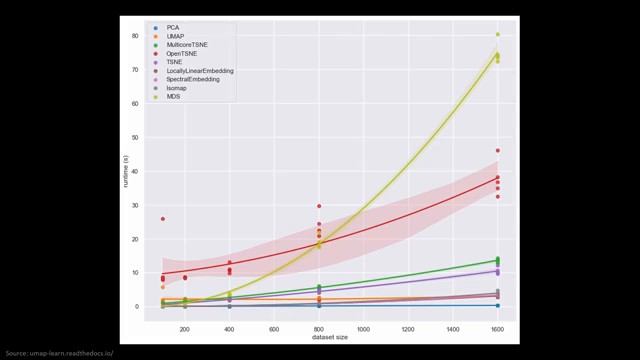 PCA
UMAP
MulticoreTSNE
OpenTSNE
TSNE
LocallyLinearEmbedding
SpectralEmbedding
Isomap
MDS
80
70
60
50
40
30
20
10
0
runtime (s)
200 400 600 800 1000 1200 1400 1600
dataset size
Source: umap-learn.readthedocs.io/